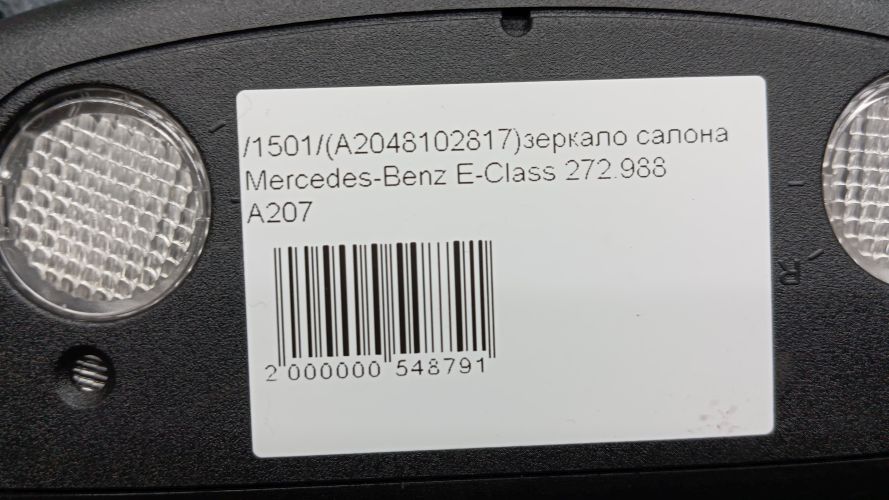 /1501/(A2048102817)зеркало салона
Mercedes-Benz E-Class 272.988
A207
2 000000 548791
R